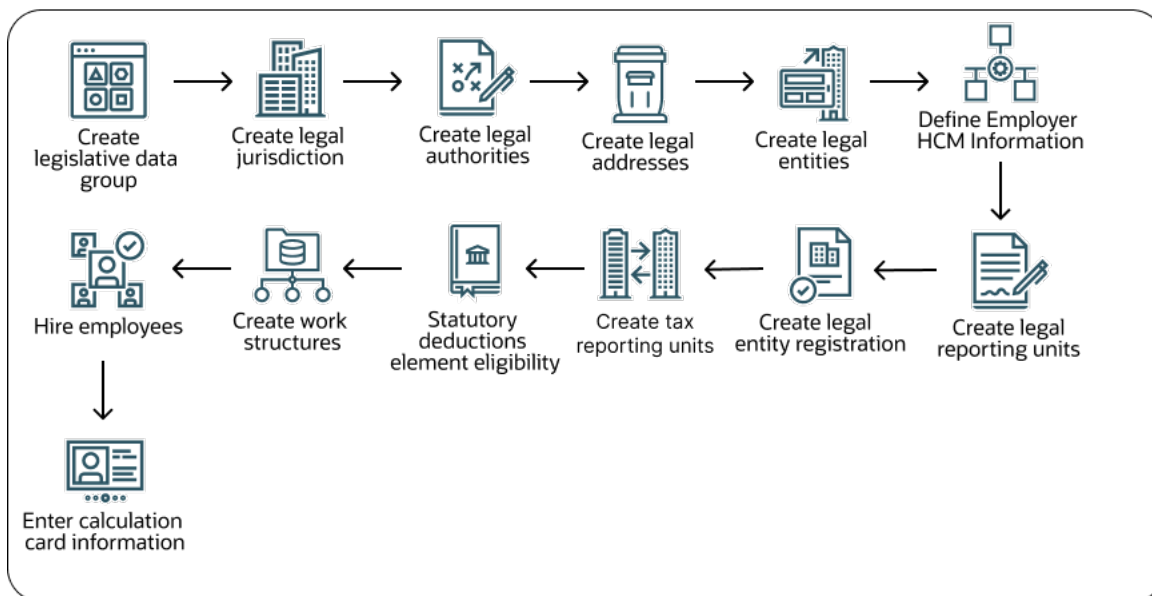 Create
legislative data
group
Create legal
jurisdiction
Create legal
authorities
Create legal
addresses
Create legal
entities
Define Employer
HCM Information
Create legal
reporting units
Create legal
entity registration
Create tax
reporting units
Statutory
deductions
element eligibility
Create work
structures
Hire employees
Enter calculation
card information